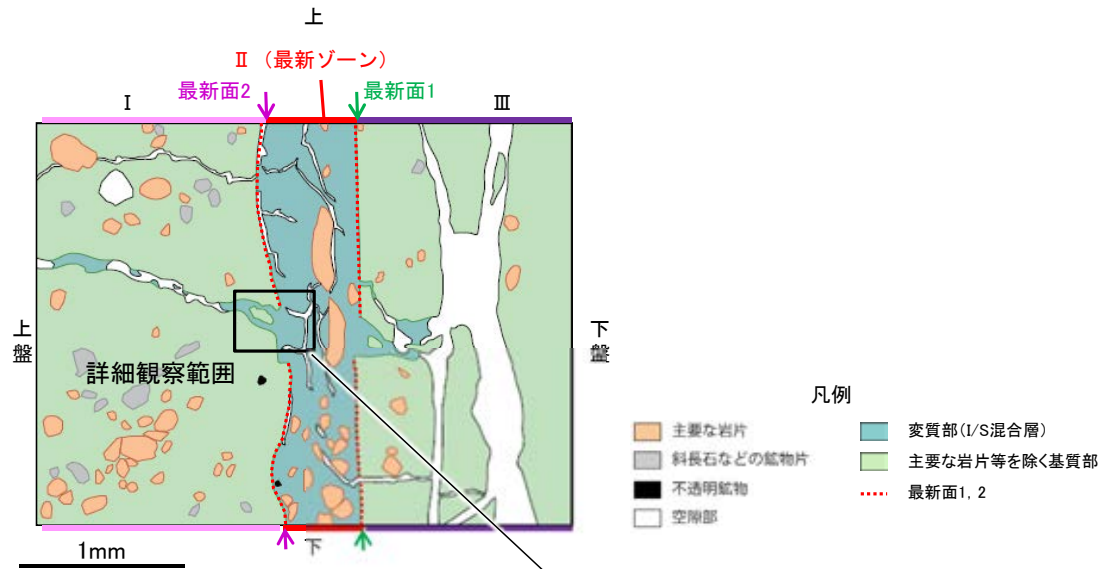 上
Ⅱ (最新ゾーン)
最新面2
最新面1
Ⅰ
Ⅲ
上盤
下盤
詳細観察範囲
下
1mm
凡例
主要な岩片
斜長石などの鉱物片
不透明鉱物
空隙部
変質部(I/S混合層)
主要な岩片等を除く基質部
最新面1, 2